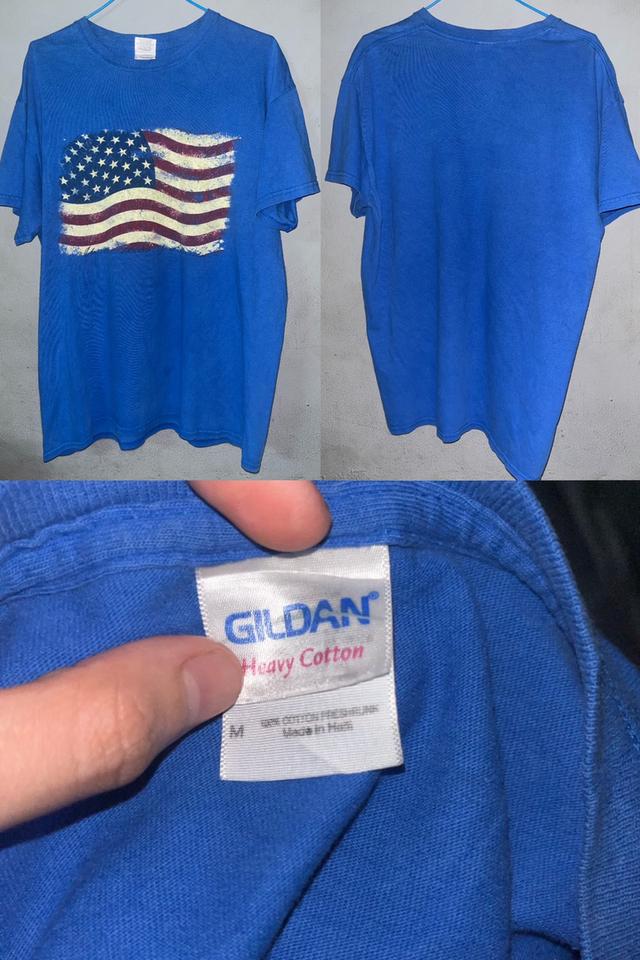 GILDAN®
Heavy Cotton
M
100% COTTON PRESHRUNK
Made in Haiti